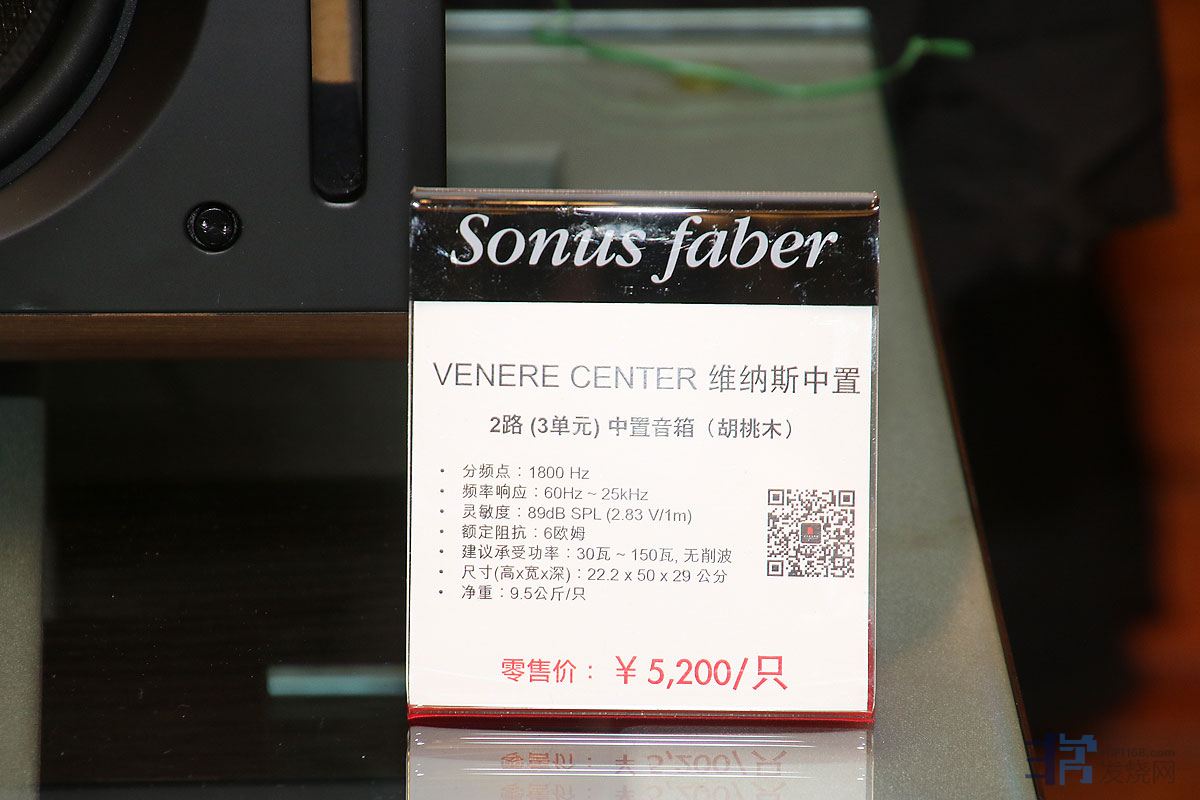 Sonus faber
VENERE CENTER 维纳斯中置
2路 (3单元) 中置音箱（胡桃木）
• 分频点：1800 Hz
• 频率响应：60Hz ~ 25kHz
• 灵敏度：89dB SPL (2.83 V/1m)
• 额定阻抗：6欧姆
• 建议承受功率：30瓦 ~ 150瓦, 无削波
• 尺寸(高x宽x深)：22.2 x 50 x 29 公分
• 净重：9.5公斤/只
零售价：￥5,200/只
发烧网